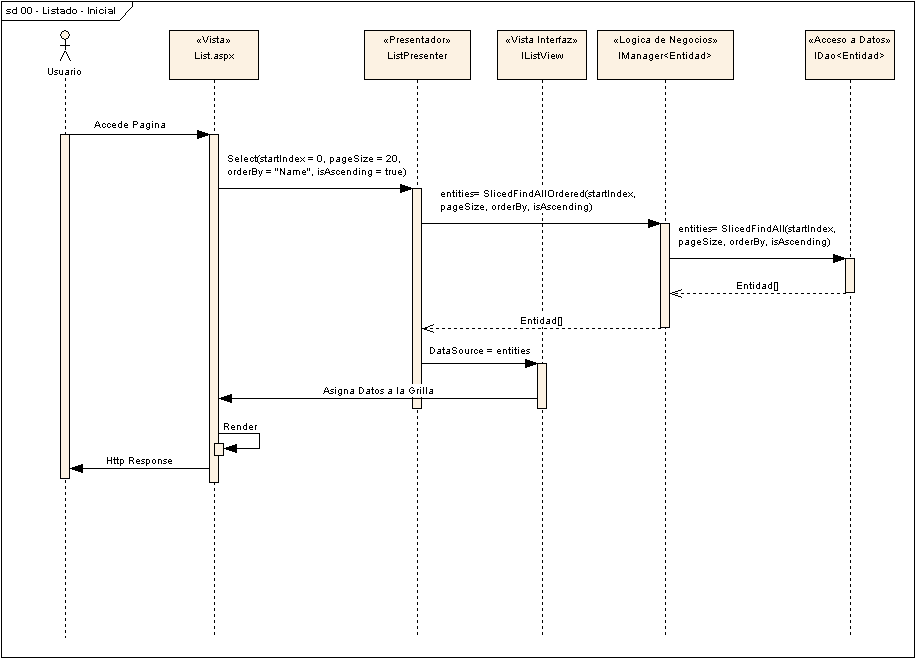 sd 00 - Listado - Inicial
Usuario
«Vista»
List.aspx
«Presentador»
ListPresenter
«Vista Interfaz»
IListView
«Logica de Negocios»
IManager<Entidad>
«Acceso a Datos»
IDao<Entidad>
Accede Pagina
Select(startIndex = 0, pageSize = 20,
orderBy = "Name", isAscending = true)
entities= SlicedFindAllOrdered(startIndex,
pageSize, orderBy, isAscending)
entities= SlicedFindAll(startIndex,
pageSize, orderBy, isAscending)
Entidad[]
Entidad[]
DataSource = entities
Asigna Datos a la Grilla
Render
Http Response